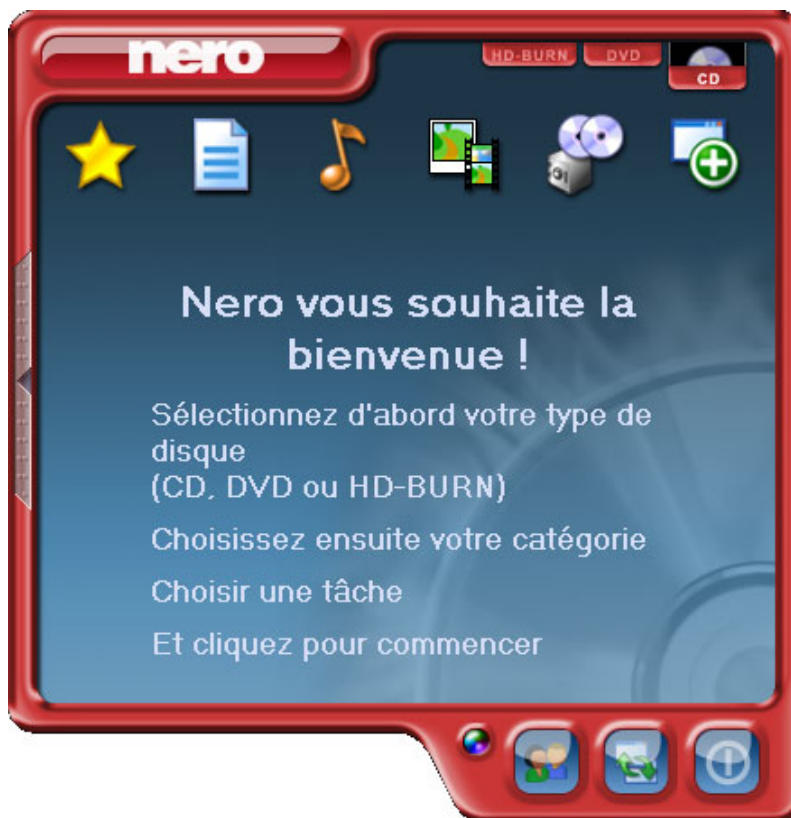 nero
HD-BURN
DVD
CD
Nero vous souhaite la
bienvenue !
Sélectionnez d'abord votre type de
disque
(CD, DVD ou HD-BURN)
Choisissez ensuite votre catégorie
Choisir une tâche
Et cliquez pour commencer